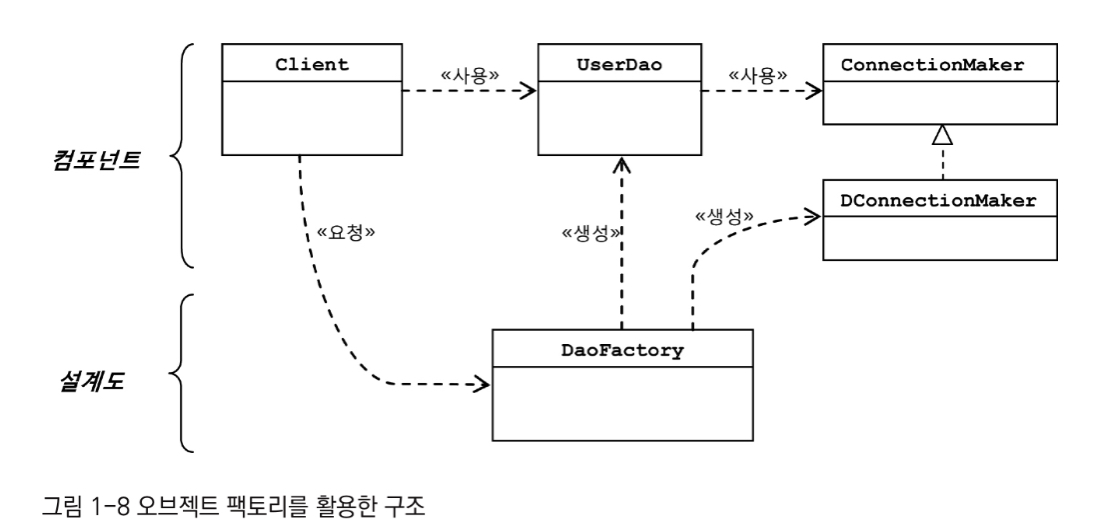 Client
«사용»
UserDao
«사용»
ConnectionMaker
컴포넌트
DConnectionMaker
«요청»
«생성»
«생성»
DaoFactory
설계도
그림 1-8 오브젝트 팩토리를 활용한 구조